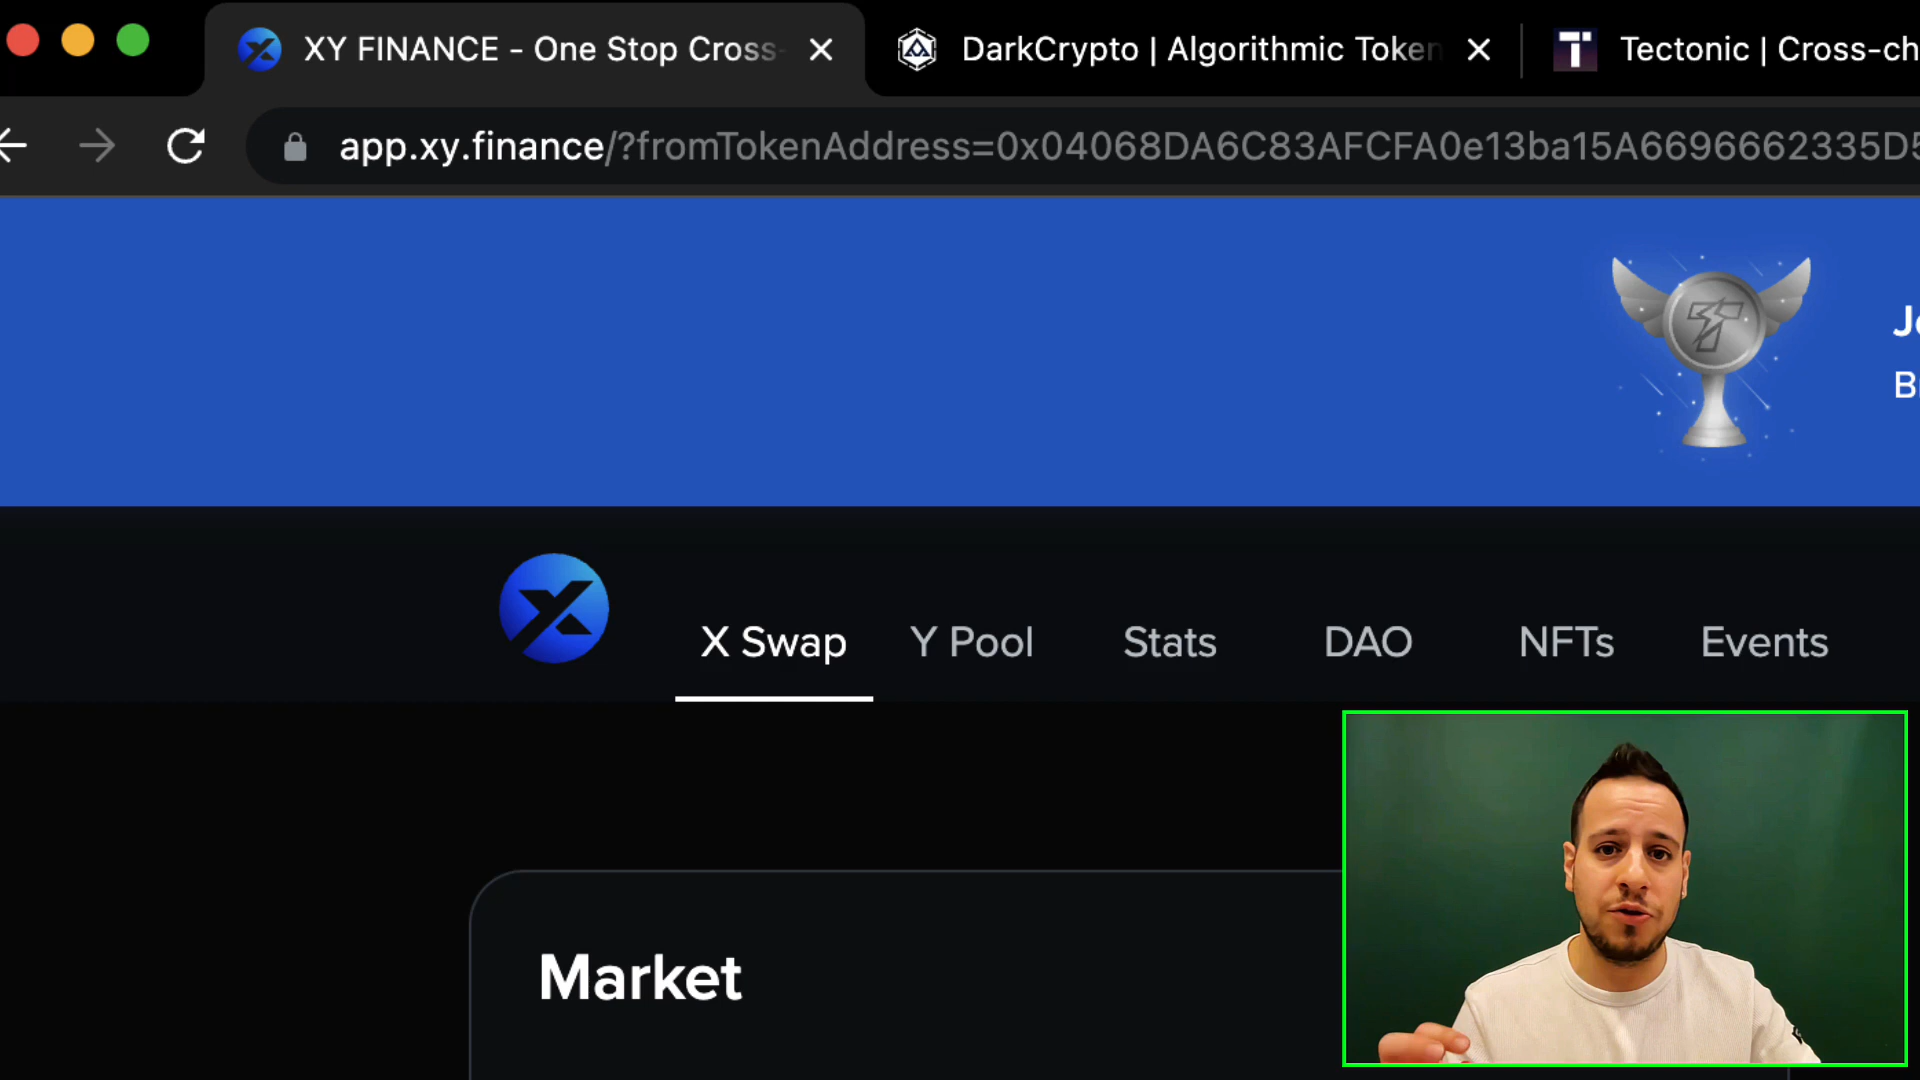 XY FINANCE - One Stop Cross-
DarkCrypto | Algorithmic Token
Tectonic | Cross-ch
app.xy.finance/?fromTokenAddress=0x04068DA6C83AFCFA0e13ba15A6696662335D5
X Swap
Y Pool
Stats
DAO
NFTs
Events
Market